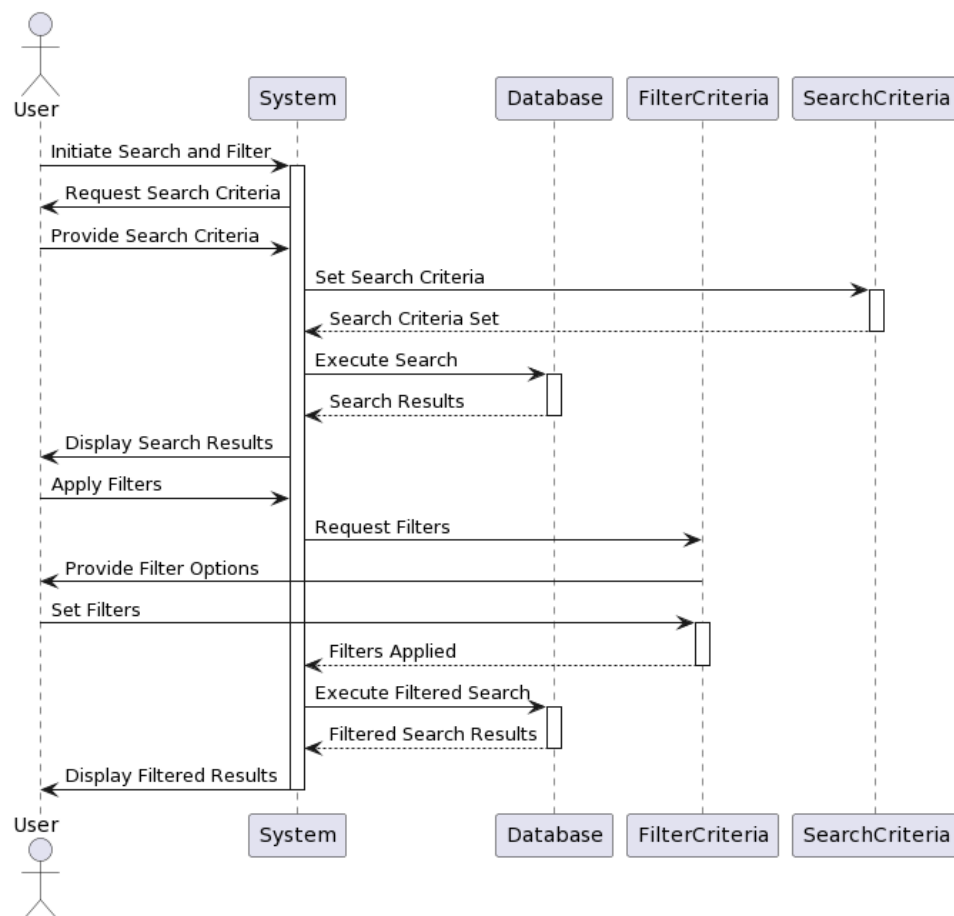 User
System
Database
FilterCriteria
SearchCriteria
Initiate Search and Filter
Request Search Criteria
Provide Search Criteria
Set Search Criteria
Search Criteria Set
Execute Search
Search Results
Display Search Results
Apply Filters
Request Filters
Provide Filter Options
Set Filters
Filters Applied
Execute Filtered Search
Filtered Search Results
Display Filtered Results
User
System
Database
FilterCriteria
SearchCriteria